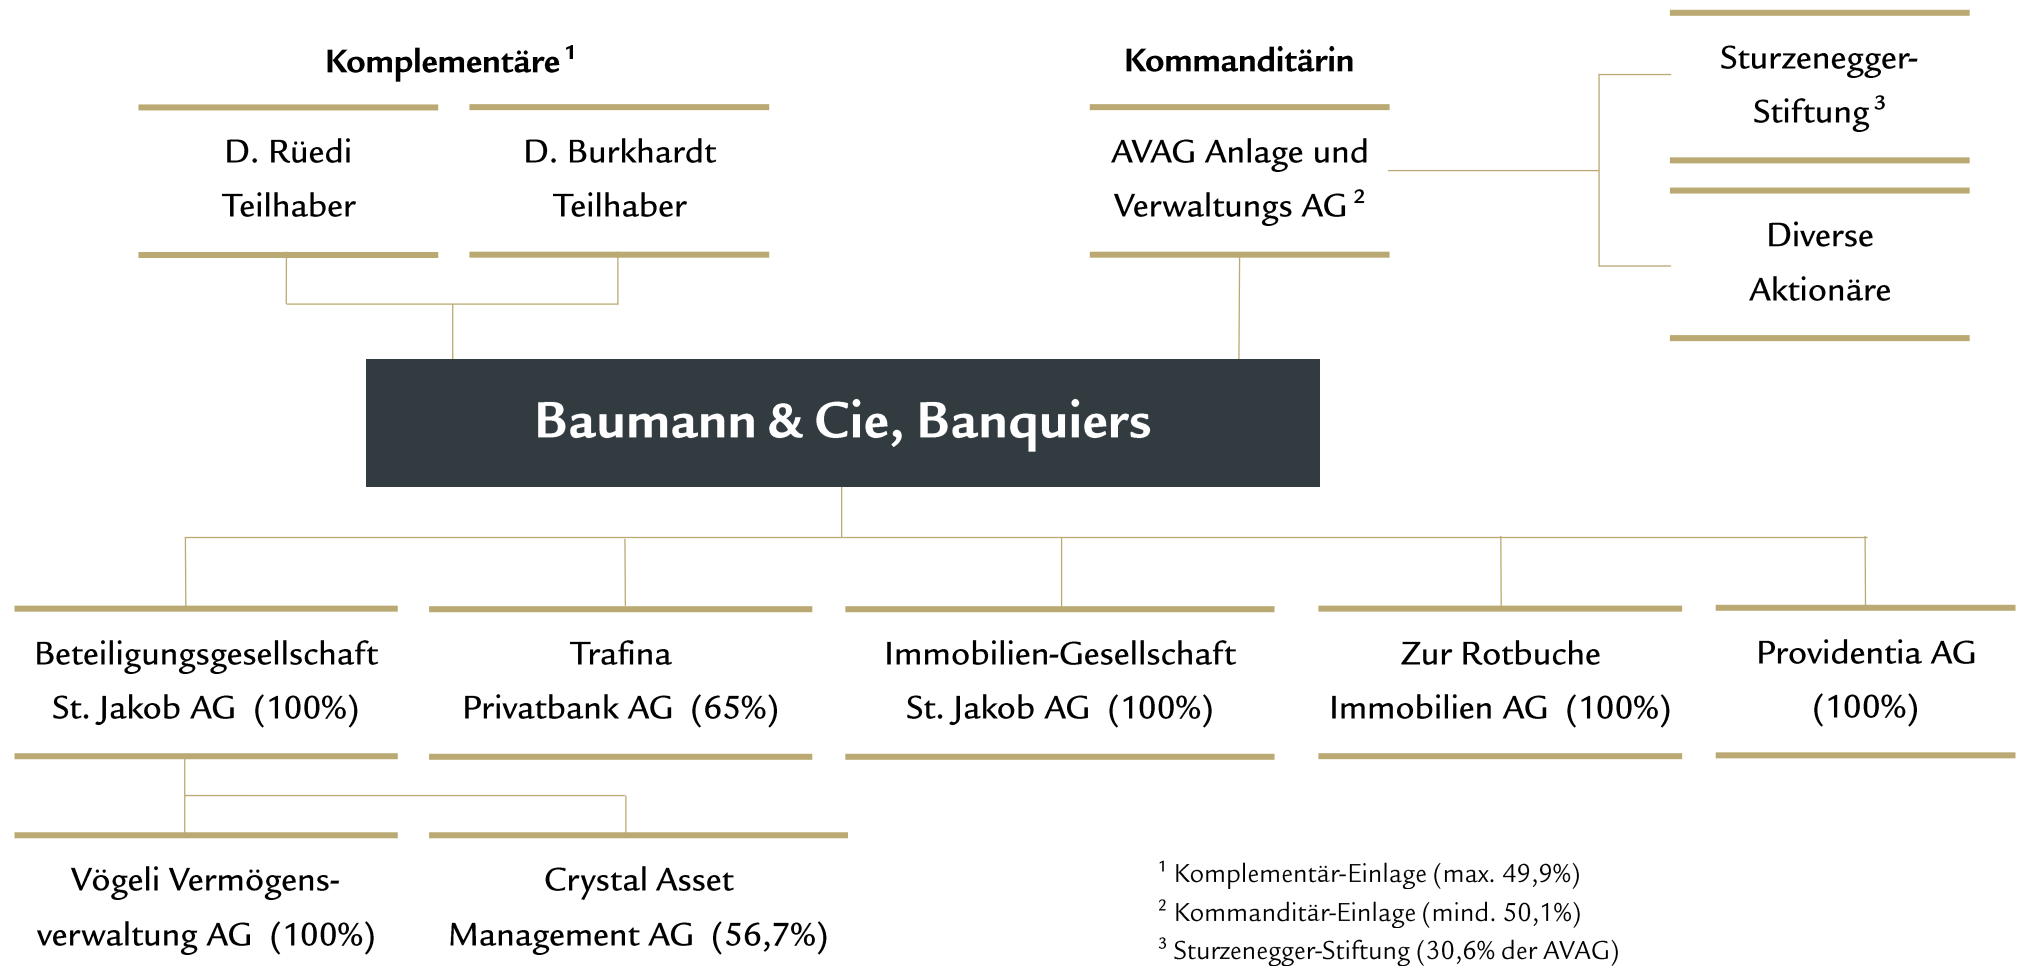 Komplementäre ¹
D. Rüedi
Teilhaber
D. Burkhardt
Teilhaber
Kommanditärin
AVAG Anlage und
Verwaltungs AG ²
Sturzenegger-
Stiftung ³
Diverse
Aktionäre
Baumann & Cie, Banquiers
Beteiligungsgesellschaft
St. Jakob AG (100%)
Trafina
Privatbank AG (65%)
Immobilien-Gesellschaft
St. Jakob AG (100%)
Zur Rotbuche
Immobilien AG (100%)
Providentia AG
(100%)
Vögeli Vermögens-
verwaltung AG (100%)
Crystal Asset
Management AG (56,7%)
¹ Komplementär-Einlage (max. 49,9%)
² Kommanditär-Einlage (mind. 50,1%)
³ Sturzenegger-Stiftung (30,6% der AVAG)